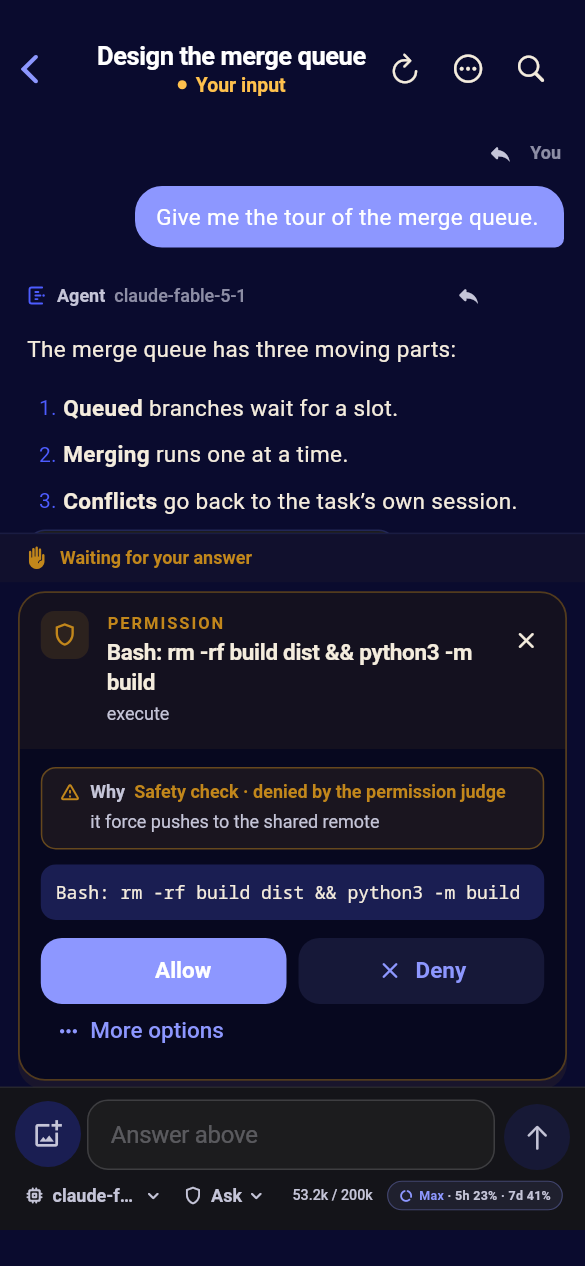 Design the merge queue
Your input
You
Give me the tour of the merge queue.
Agent claude-fable-5-1
The merge queue has three moving parts:
1. Queued branches wait for a slot.
2. Merging runs one at a time.
3. Conflicts go back to the task’s own session.
Waiting for your answer
PERMISSION
Bash: rm -rf build dist && python3 -m
build
execute
Why Safety check · denied by the permission judge
it force pushes to the shared remote
Bash: rm -rf build dist && python3 -m build
Allow
Deny
More options
Answer above
claude-f...
Ask
53.2k / 200k
Max · 5h 23% · 7d 41%